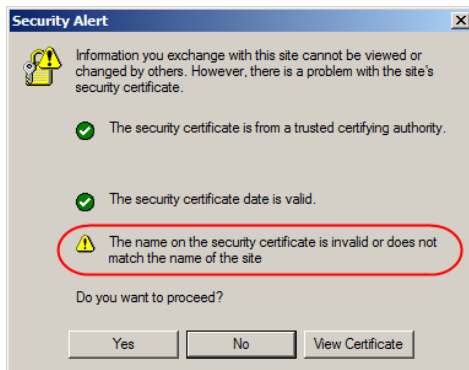 Security Alert
Information you exchange with this site cannot be viewed or
changed by others. However, there is a problem with the site's
security certificate.
The security certificate is from a trusted certifying authority.
The security certificate date is valid.
The name on the security certificate is invalid or does not
match the name of the site
Do you want to proceed?
Yes No View Certificate